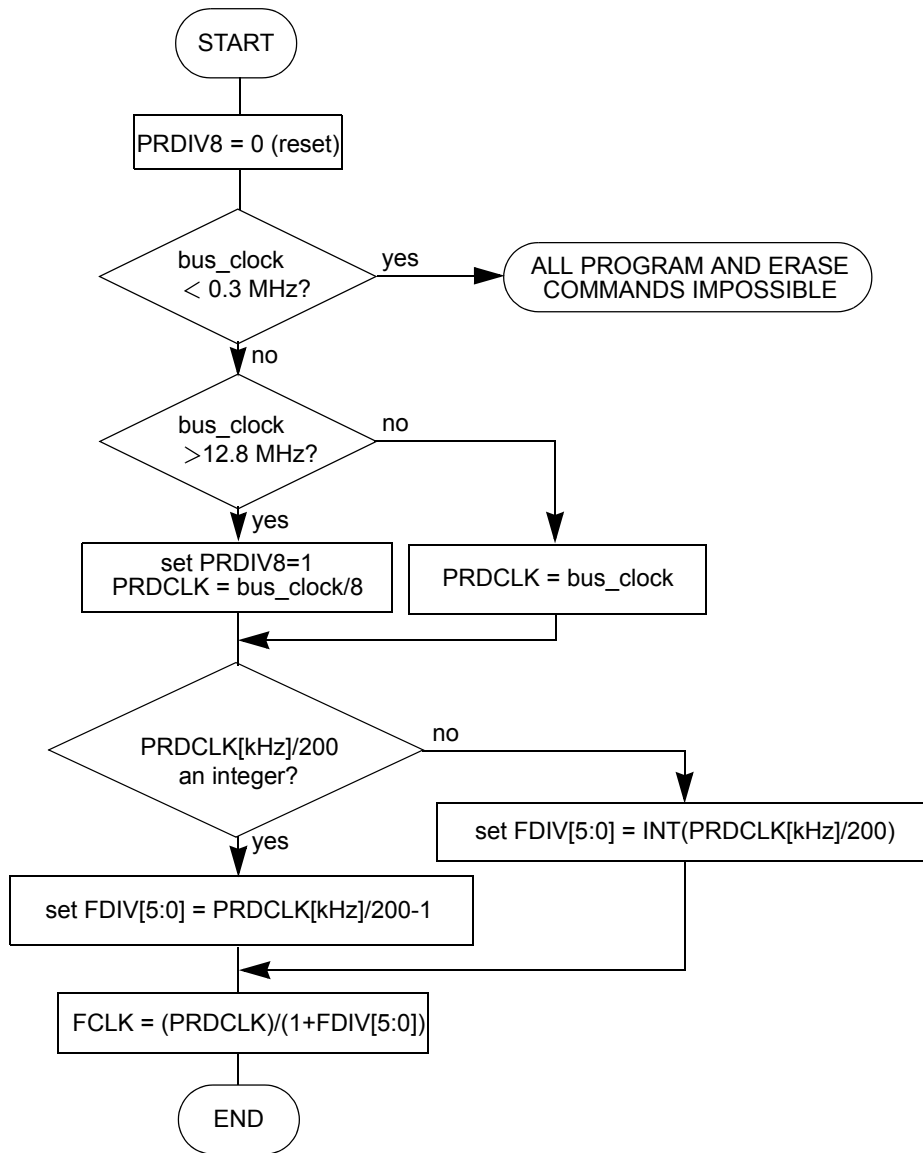 START
PRDIV8 = 0 (reset)
bus_clock
< 0.3 MHz?
yes
ALL PROGRAM AND ERASE
COMMANDS IMPOSSIBLE
no
bus_clock
>12.8 MHz?
no
yes
set PRDIV8=1
PRDCLK = bus_clock/8
PRDCLK = bus_clock
PRDCLK[kHz]/200
an integer?
no
set FDIV[5:0] = INT(PRDCLK[kHz]/200)
yes
set FDIV[5:0] = PRDCLK[kHz]/200-1
FCLK = (PRDCLK)/(1+FDIV[5:0])
END